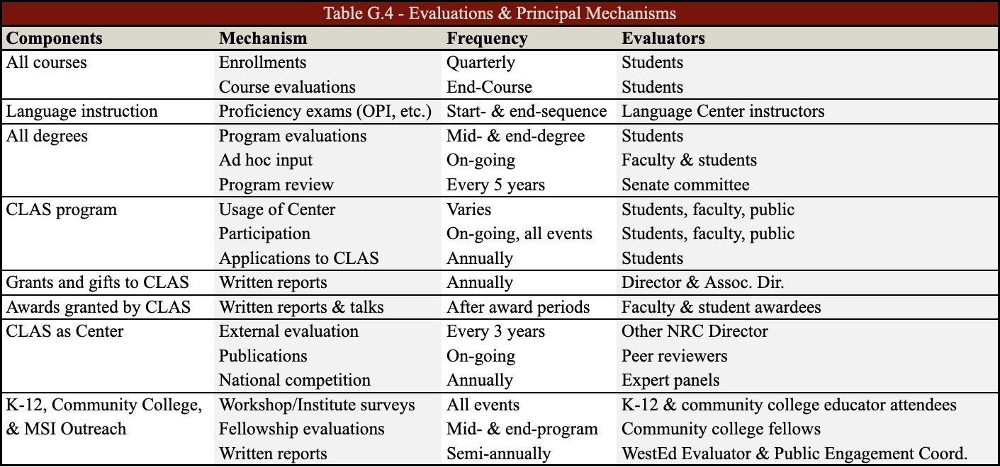 Table G.4 - Evaluations & Principal Mechanisms
Components Mechanism Frequency Evaluators
All courses Enrollments Quarterly Students
Course evaluations End-Course Students
Language instruction Proficiency exams (OPI, etc.) Start- & end-sequence Language Center instructors
All degrees Program evaluations Mid- & end-degree Students
Ad hoc input On-going Faculty & students
Program review Every 5 years Senate committee
CLAS program Usage of Center Varies Students, faculty, public
Participation On-going, all events Students, faculty, public
Applications to CLAS Annually Students
Grants and gifts to CLAS Written reports Annually Director & Assoc. Dir.
Awards granted by CLAS Written reports & talks After award periods Faculty & student awardees
CLAS as Center External evaluation Every 3 years Other NRC Director
Publications On-going Peer reviewers
National competition Annually Expert panels
K-12, Community College, Workshop/Institute surveys All events K-12 & community college educator attendees
& MSI Outreach Fellowship evaluations Mid- & end-program Community college fellows
Written reports Semi-annually WestEd Evaluator & Public Engagement Coord.